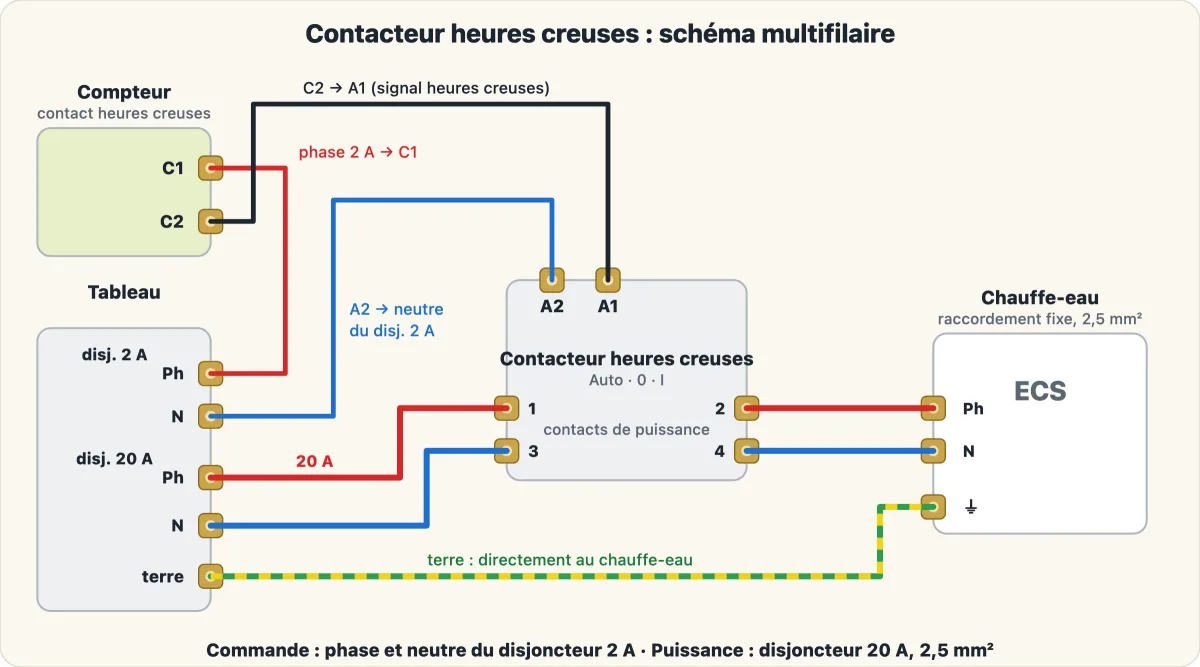 Contacteur heures creuses : schéma multifilaire
Compteur
contact heures creuses
C2 → A1 (signal heures creuses)
phase 2 A → C1
C1
C2
Tableau
disj. 2 A
Ph
N
disj. 20 A
Ph
N
terre
A2 → neutre
du disj. 2 A
20 A
A2 A1
Contacteur heures creuses
Auto · 0 · I
1 2
contacts de puissance
3 4
Chauffe-eau
raccordement fixe, 2,5 mm²
ECS
Ph
N
terre : directement au chauffe-eau
Commande : phase et neutre du disjoncteur 2 A · Puissance : disjoncteur 20 A, 2,5 mm²